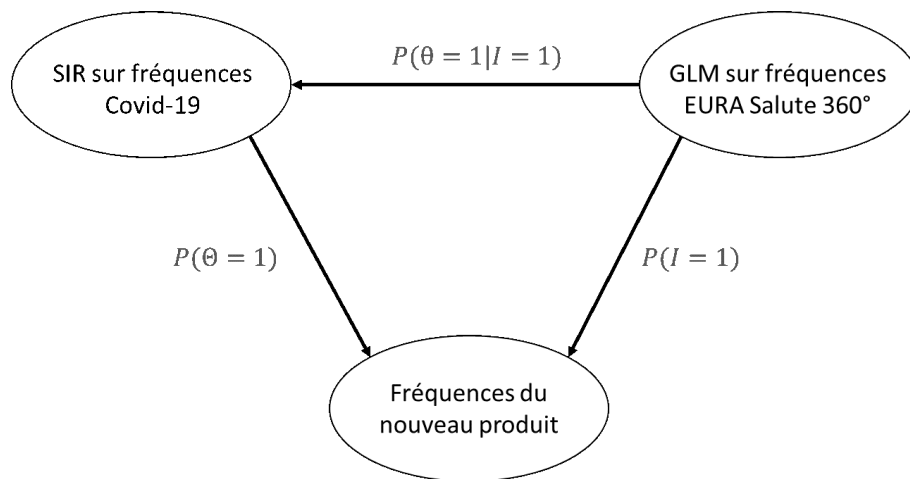 SIR sur fréquences
Covid-19
P(θ = 1|I = 1)
GLM sur fréquences
EURA Salute 360°
P(Θ = 1)
P(I = 1)
Fréquences du
nouveau produit